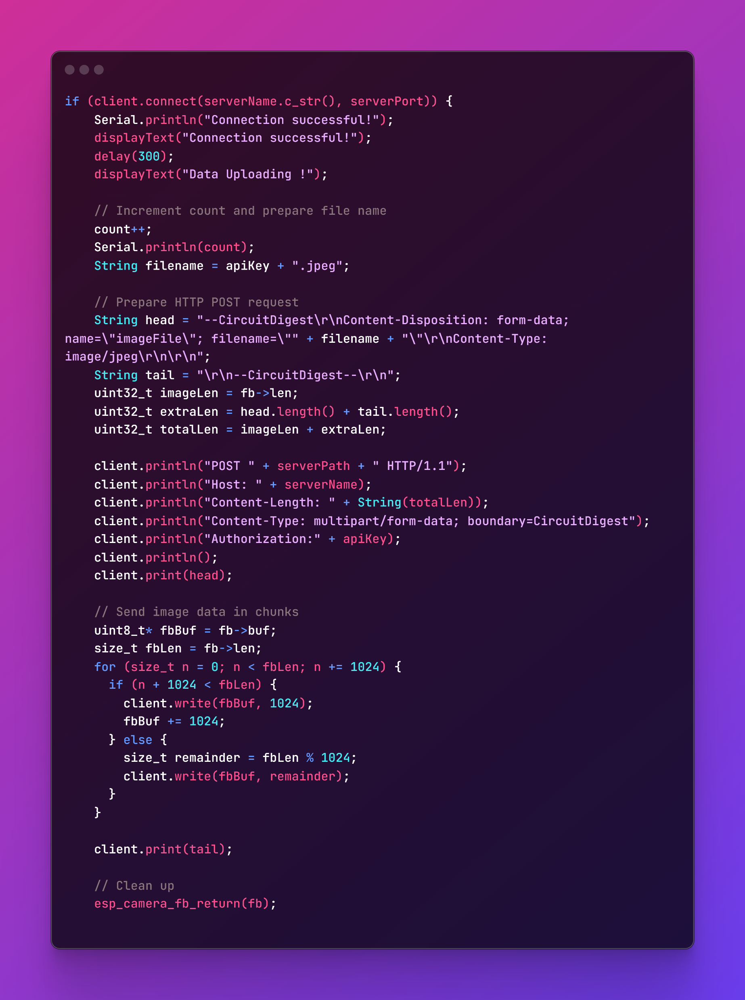 if (client.connect(serverName.c_str(), serverPort)) {
    Serial.println("Connection successful!");
    displayText("Connection successful!");
    delay(300);
    displayText("Data Uploading !");

    // Increment count and prepare file name
    count++;
    Serial.println(count);
    String filename = apiKey + ".jpeg";

    // Prepare HTTP POST request
    String head = "--CircuitDigest\r\nContent-Disposition: form-data;
name=\"imageFile\"; filename=\"" + filename + "\"\r\nContent-Type:
image/jpeg\r\n\r\n";
    String tail = "\r\n--CircuitDigest--\r\n";
    uint32_t imageLen = fb->len;
    uint32_t extraLen = head.length() + tail.length();
    uint32_t totalLen = imageLen + extraLen;

    client.println("POST " + serverPath + " HTTP/1.1");
    client.println("Host: " + serverName);
    client.println("Content-Length: " + String(totalLen));
    client.println("Content-Type: multipart/form-data; boundary=CircuitDigest");
    client.println("Authorization:" + apiKey);
    client.println();
    client.print(head);

    // Send image data in chunks
    uint8_t* fbBuf = fb->buf;
    size_t fbLen = fb->len;
    for (size_t n = 0; n < fbLen; n += 1024) {
      if (n + 1024 < fbLen) {
        client.write(fbBuf, 1024);
        fbBuf += 1024;
      } else {
        size_t remainder = fbLen % 1024;
        client.write(fbBuf, remainder);
      }
    }

    client.print(tail);

    // Clean up
    esp_camera_fb_return(fb);